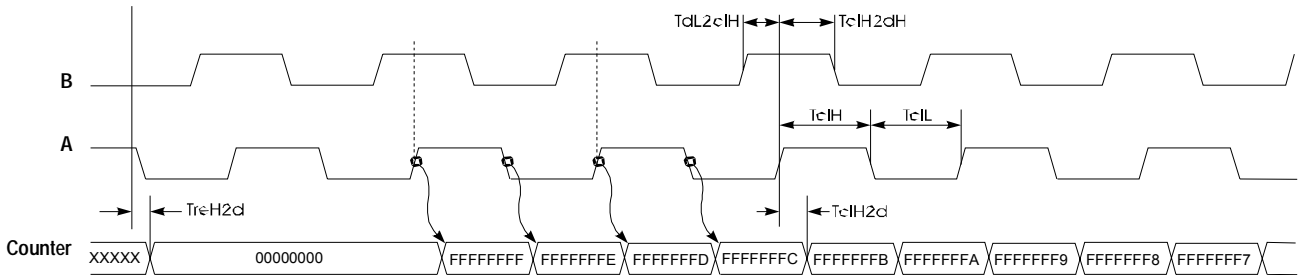 TdL2clH TclH2dH
B
TclH TclL
A
TreH2d TclH2d
Counter XXXXX 00000000 FFFFFFFF FFFFFFFE FFFFFFFD FFFFFFFC FFFFFFFB FFFFFFFA FFFFFFF9 FFFFFFF8 FFFFFFF7